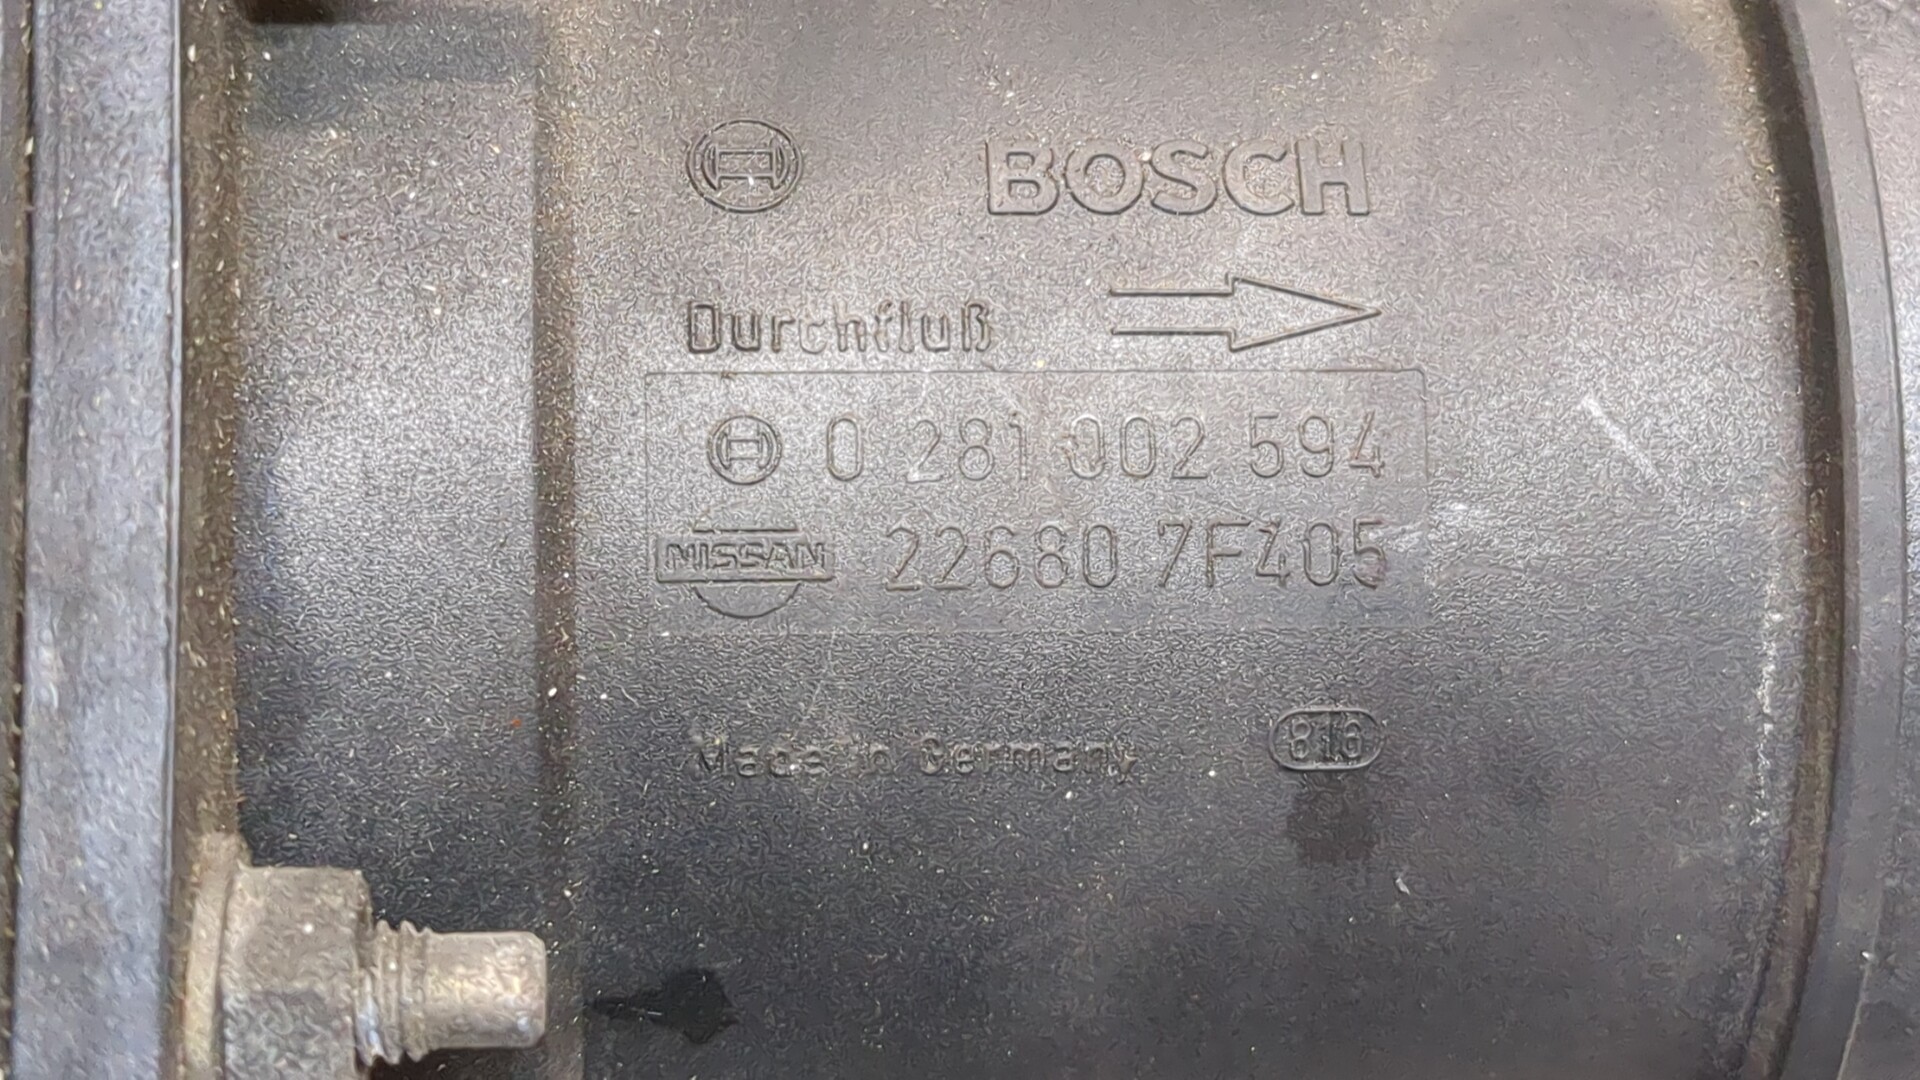 BOSCH
Durchfluß
0 281 002 594
NISSAN 22680 7F405
Made in Germany 816